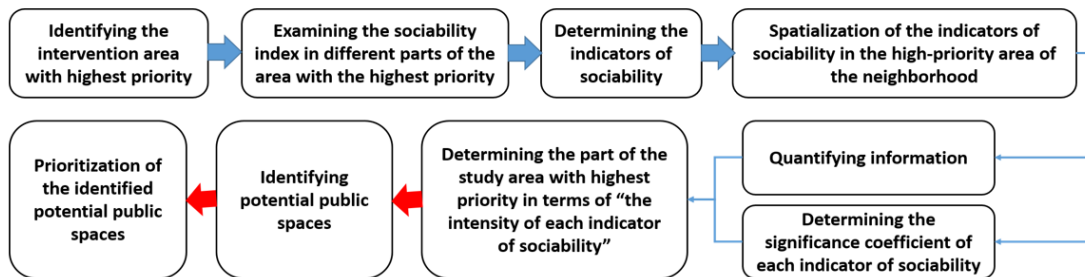 Identifying the
intervention area
with highest priority
Examining the sociability
index in different parts of the
area with the highest priority
Determining the
indicators of
sociability
Spatialization of the indicators of
sociability in the high-priority area of
the neighborhood
Quantifying information
Determining the
significance coefficient of
each indicator of sociability
Determining the part of the
study area with highest
priority in terms of “the
intensity of each indicator
of sociability”
Identifying
potential public
spaces
Prioritization of
the identified
potential public
spaces